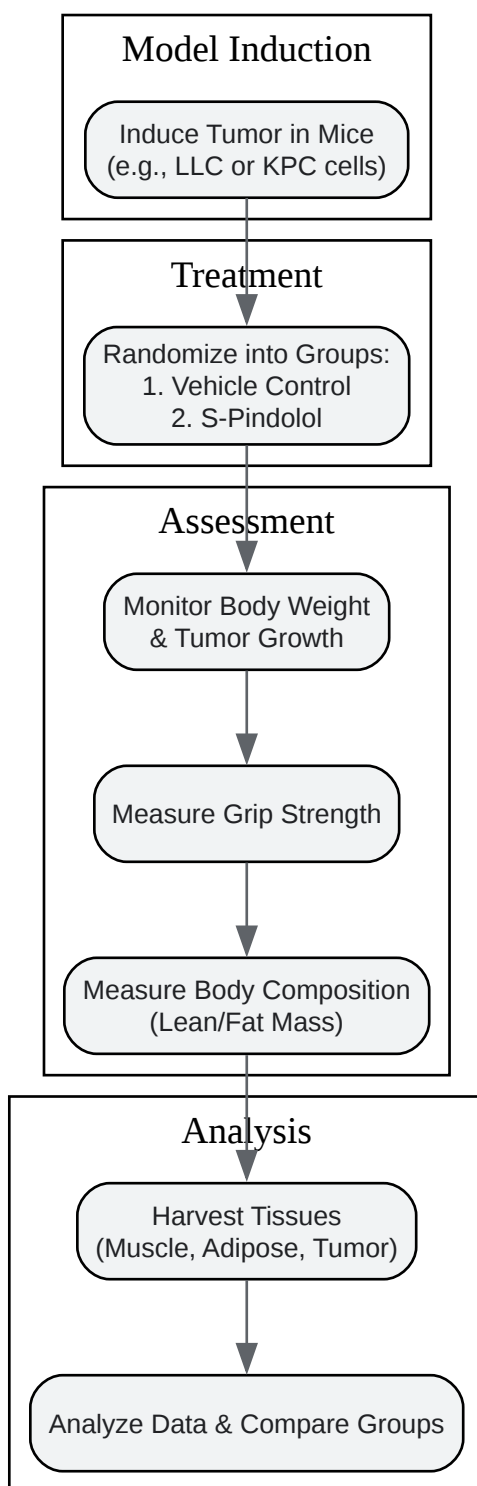 Model Induction
Induce Tumor in Mice
(e.g., LLC or KPC cells)
Treatment
Randomize into Groups:
1. Vehicle Control
2. S-Pindolol
Assessment
Monitor Body Weight
& Tumor Growth
Measure Grip Strength
Measure Body Composition
(Lean/Fat Mass)
Analysis
Harvest Tissues
(Muscle, Adipose, Tumor)
Analyze Data & Compare Groups